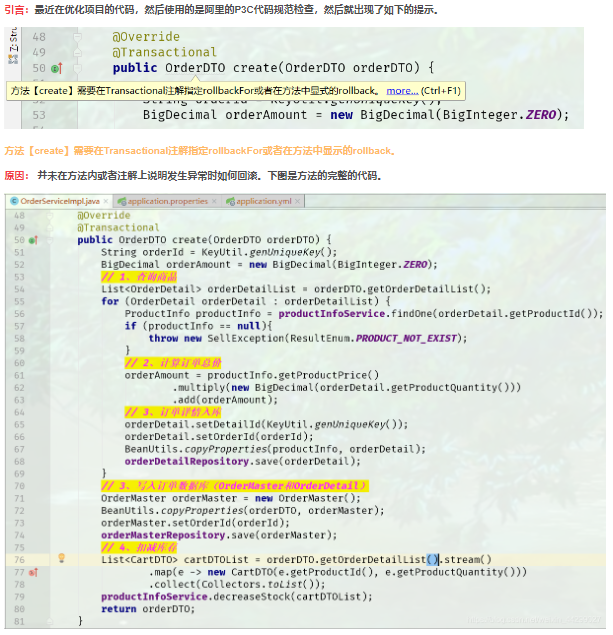 引言：最近在优化项目的代码，然后使用的是阿里的P3C代码规范检查，然后就出现了如下的提示。
Z-Str
48 @Override
49 @Transactional
50 public OrderDTO create(OrderDTO orderDTO) {
方法【create】需要在Transactional注解指定rollbackFor或者在方法中显式的rollback。 more... (Ctrl+F1)
52 String orderId = KeyUtil.genUniqueKey();
53 BigDecimal orderAmount = new BigDecimal(BigInteger.ZERO);
方法【create】需要在Transactional注解指定rollbackFor或者在方法中显示的rollback。
原因： 并未在方法内或者注解上说明发生异常时如何回滚。下图是方法的完整的代码。
OrderServiceImpl.java × application.properties × application.yml ×
48 @Override
49 @Transactional
50 public OrderDTO create(OrderDTO orderDTO) {
51 String orderId = KeyUtil.genUniqueKey();
52 BigDecimal orderAmount = new BigDecimal(BigInteger.ZERO);
53 // 1、查询商品
54 List<OrderDetail> orderDetailList = orderDTO.getOrderDetailList();
55 for (OrderDetail orderDetail : orderDetailList) {
56 ProductInfo productInfo = productInfoService.findOne(orderDetail.getProductId());
57 if (productInfo == null){
58 throw new SellException(ResultEnum.PRODUCT_NOT_EXIST);
59 }
60 // 2、计算订单总价
61 orderAmount = productInfo.getProductPrice()
62 .multiply(new BigDecimal(orderDetail.getProductQuantity()))
63 .add(orderAmount);
64 // 3、订单详情入库
65 orderDetail.setDetailId(KeyUtil.genUniqueKey());
66 orderDetail.setOrderId(orderId);
67 BeanUtils.copyProperties(productInfo, orderDetail);
68 orderDetailRepository.save(orderDetail);
69 }
70 // 3、写入订单数据库（OrderMaster和OrderDetail）
71 OrderMaster orderMaster = new OrderMaster();
72 BeanUtils.copyProperties(orderDTO, orderMaster);
73 orderMaster.setOrderId(orderId);
74 orderMasterRepository.save(orderMaster);
75 // 4、扣减库存
76 List<CartDTO> cartDTOList = orderDTO.getOrderDetailList().stream()
77 .map(e -> new CartDTO(e.getProductId(), e.getProductQuantity()))
78 .collect(Collectors.toList());
79 productInfoService.decreaseStock(cartDTOList);
80 return orderDTO;
81 }